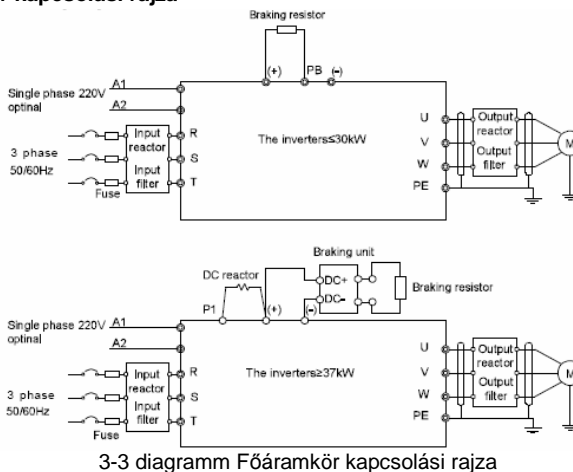 kapcsolási rajza
Braking resistor
(+) PB (-)
Single phase 220V A1
optinal A2
3 phase
50/60Hz
Fuse
Input
reactor
Input
filter
R
S
T
The inverters≤30kW
U
V
W
PE
Output
reactor
Output
filter
M
Braking unit
DC reactor
DC+
DC-
Braking resistor
P1 (+) (-)
Single phase 220V A1
optinal A2
3 phase
50/60Hz
Fuse
Input
reactor
Input
filter
R
S
T
The inverters≥37kW
U
V
W
PE
Output
reactor
Output
filter
M
3-3 diagramm Főáramkör kapcsolási rajza